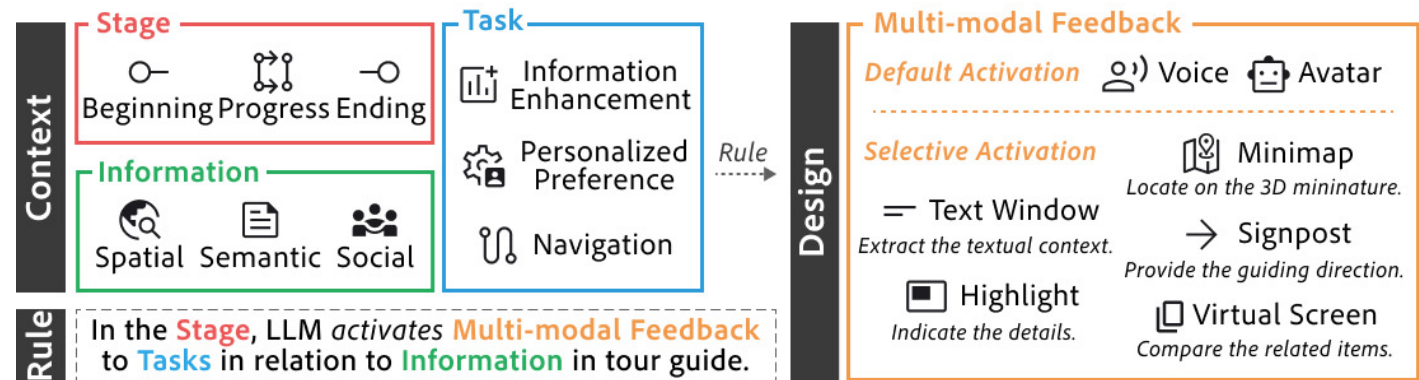 Context
Stage
Beginning Progress Ending
Information
Spatial Semantic Social
Task
Information
Enhancement
Personalized
Preference
Navigation
Rule
In the Stage, LLM activates Multi-modal Feedback
to Tasks in relation to Information in tour guide.
Rule
Design
Multi-modal Feedback
Default Activation Voice Avatar
Selective Activation
Text Window
Extract the textual context.
Highlight
Indicate the details.
Minimap
Locate on the 3D mininature.
Signpost
Provide the guiding direction.
Virtual Screen
Compare the related items.